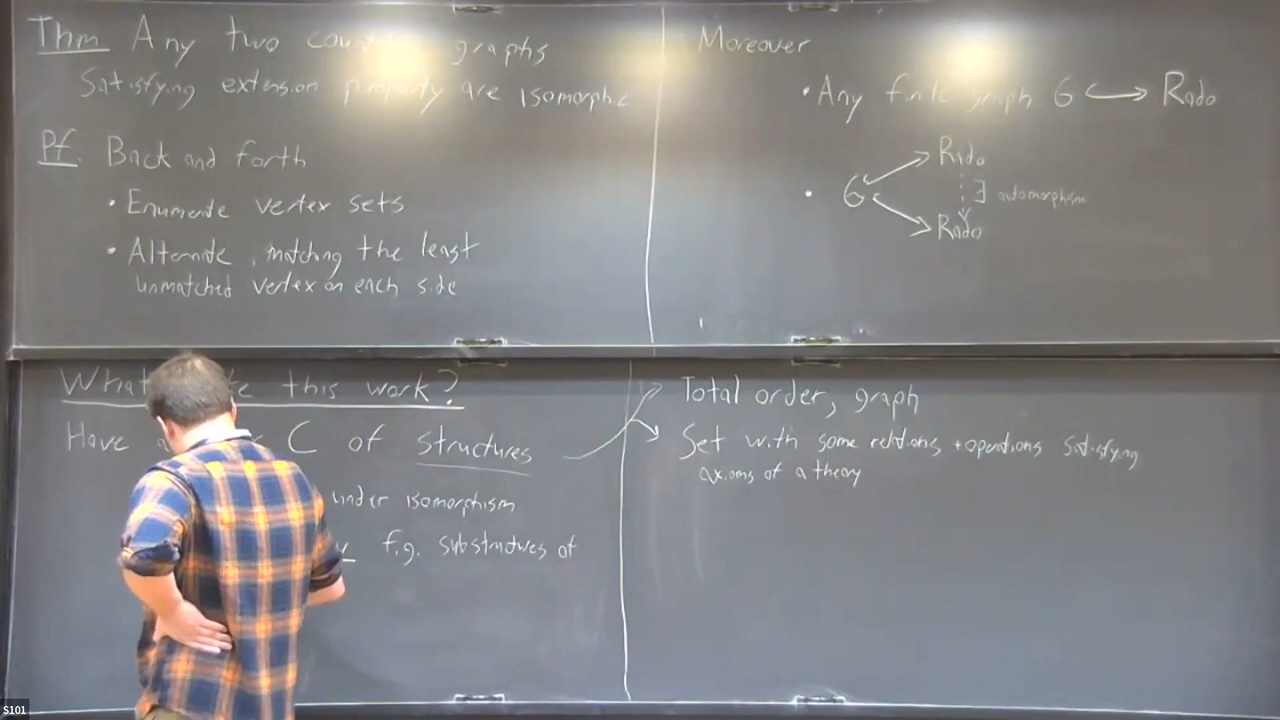 Thm Any two graphs
Satisfying extension property are isomorphic
Pf. Back and forth
• Enumerate vertex sets
• Alternate, matching the least
unmatched vertex on each side
Moreover
• Any finite graph G ↪ Rado
Rado
• G ∃ automorphism
Rado
What this work?
Have C of structures
under isomorphism
f.g. substructures of
Total order, graph
Set with some relations + operations satisfying
axioms of a theory
S101